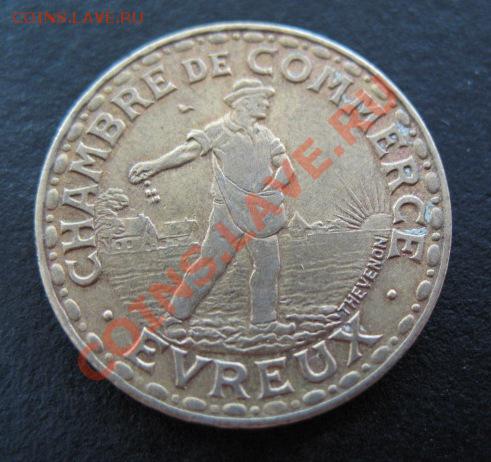 COINS.LAVE.RU
CHAMBRE DE COMMERCE
THEVENON
· EVREUX ·
COINS.LAVE.RU